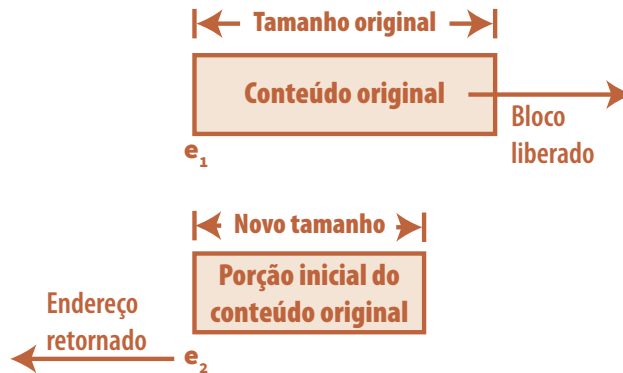 Tamanho original
Conteúdo original
Bloco
liberado
e1
Novo tamanho
Porção inicial do
conteúdo original
Endereço
retornado
e2